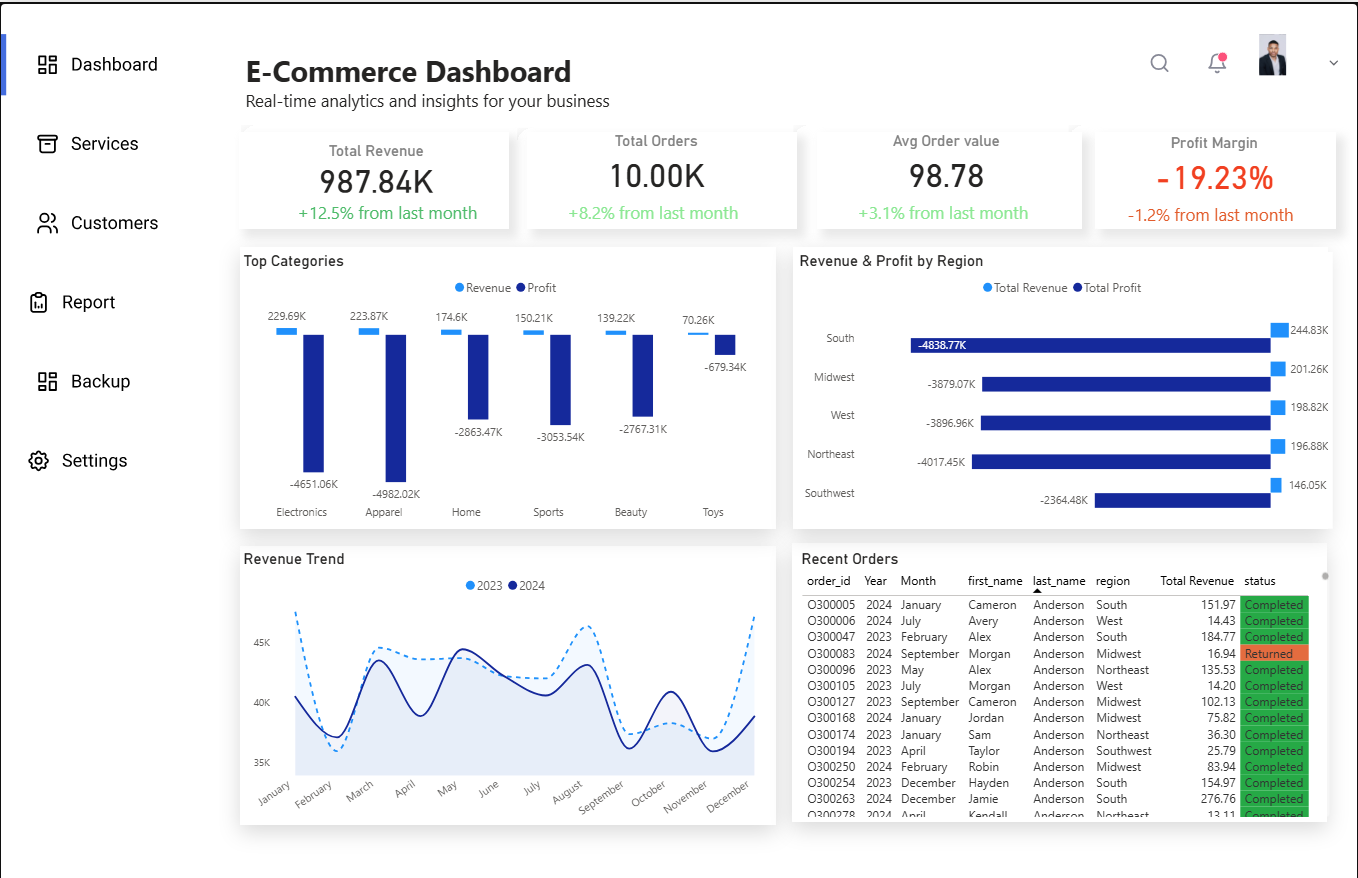 Dashboard
Services
Customers
Report
Backup
Settings
E-Commerce Dashboard
Real-time analytics and insights for your business
Total Revenue
987.84K
+12.5% from last month
Total Orders
10.00K
+8.2% from last month
Avg Order value
98.78
+3.1% from last month
Profit Margin
-19.23%
-1.2% from last month
Top Categories
Revenue Profit
229.69K 223.87K 174.6K 150.21K 139.22K 70.26K
-679.34K
-2863.47K -3053.54K -2767.31K
-4651.06K -4982.02K
Electronics Apparel Home Sports Beauty Toys
Revenue & Profit by Region
Total Revenue Total Profit
South -4838.77K 244.83K
Midwest -3879.07K 201.26K
West -3896.96K 198.82K
Northeast -4017.45K 196.88K
Southwest -2364.48K 146.05K
Revenue Trend
2023 2024
45K
40K
35K
January February March April May June July August September October November December
Recent Orders
order_id Year Month first_name last_name region Total Revenue status
O300005 2024 January Cameron Anderson South 151.97 Completed
O300006 2024 July Avery Anderson West 14.43 Completed
O300047 2023 February Alex Anderson South 184.77 Completed
O300083 2024 September Morgan Anderson Midwest 16.94 Returned
O300096 2023 May Alex Anderson Northeast 135.53 Completed
O300105 2023 July Morgan Anderson West 14.20 Completed
O300127 2023 September Cameron Anderson Midwest 102.13 Completed
O300168 2024 January Jordan Anderson Midwest 75.82 Completed
O300174 2023 January Sam Anderson Northeast 36.30 Completed
O300194 2023 April Taylor Anderson Southwest 25.79 Completed
O300250 2024 February Robin Anderson Midwest 83.94 Completed
O300254 2023 December Hayden Anderson South 154.97 Completed
O300263 2024 December Jamie Anderson South 276.76 Completed
O300278 2024 April Kendall Anderson Northeast 13.11 Completed